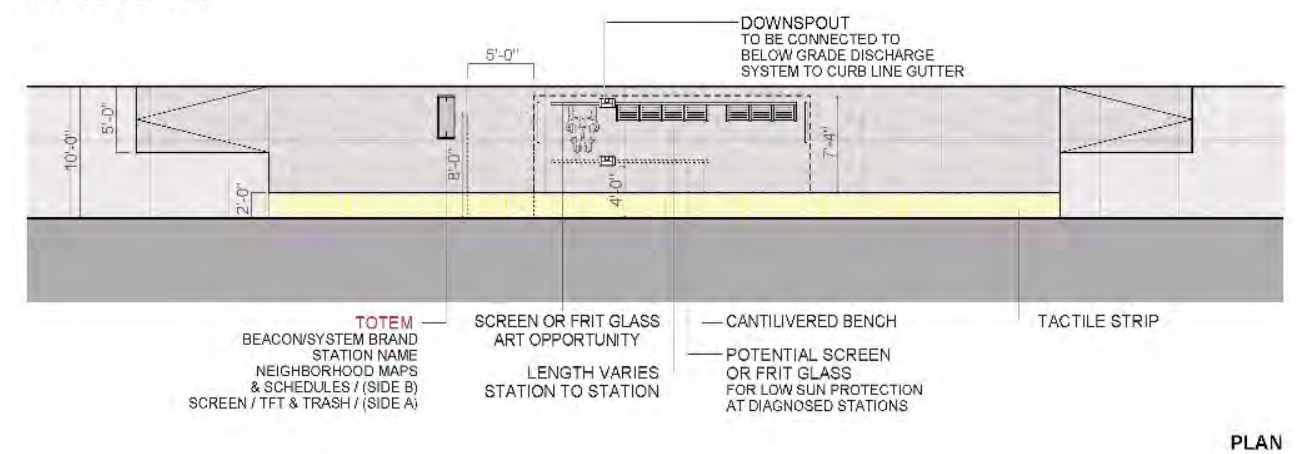 DOWNSPOUT
TO BE CONNECTED TO
BELOW GRADE DISCHARGE
SYSTEM TO CURB LINE GUTTER
5'-0"
5'-0"
10'-0"
8'-0"
7'-4"
4'-0"
2'-0"
TOTEM
BEACON/SYSTEM BRAND
STATION NAME
NEIGHBORHOOD MAPS
& SCHEDULES / (SIDE B)
SCREEN / TFT & TRASH / (SIDE A)
SCREEN OR FRIT GLASS
ART OPPORTUNITY
LENGTH VARIES
STATION TO STATION
CANTILIVERED BENCH
POTENTIAL SCREEN
OR FRIT GLASS
FOR LOW SUN PROTECTION
AT DIAGNOSED STATIONS
TACTILE STRIP
PLAN